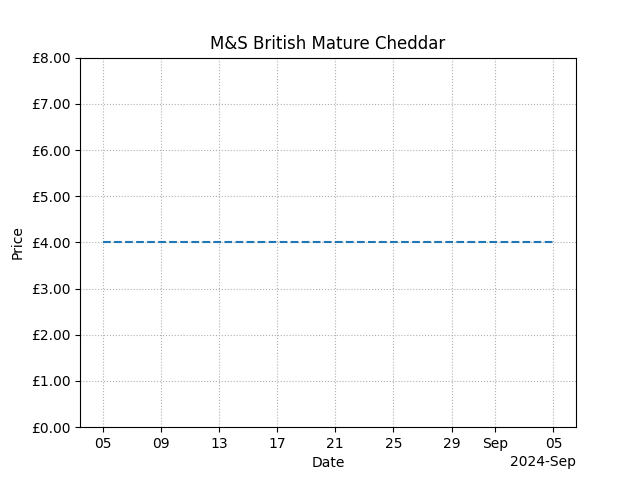 M&S British Mature Cheddar
£8.00
£7.00
£6.00
£5.00
£4.00
£3.00
£2.00
£1.00
£0.00
Price
05 09 13 17 21 25 29 Sep 05
Date
2024-Sep